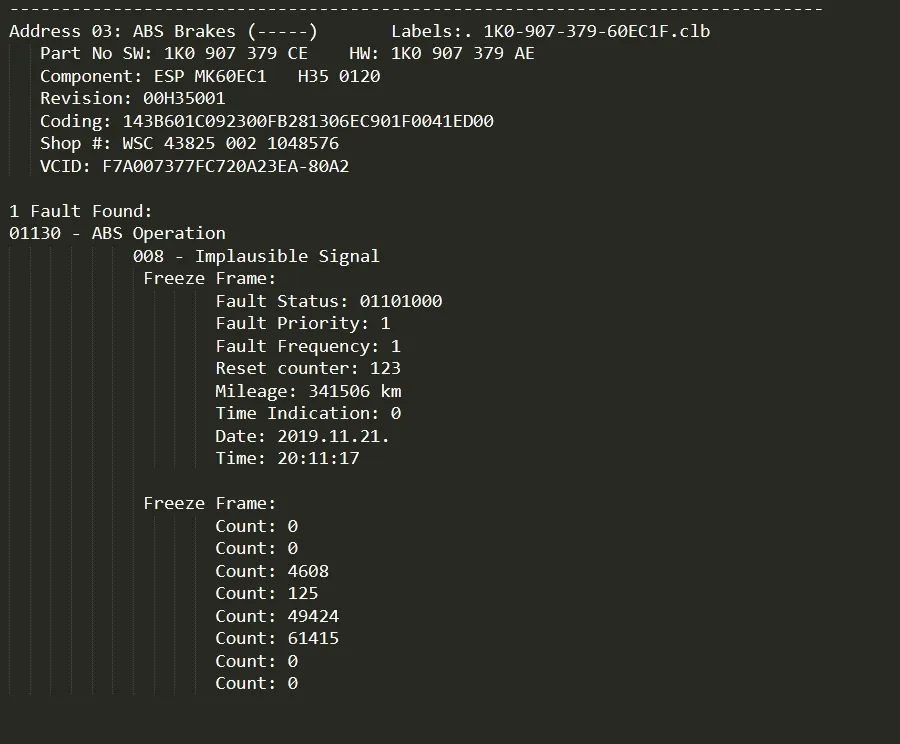 -------------------------------------------------------------------------------
Address 03: ABS Brakes (-----)       Labels:. 1K0-907-379-60EC1F.clb
   Part No SW: 1K0 907 379 CE    HW: 1K0 907 379 AE
   Component: ESP MK60EC1   H35 0120
   Revision: 00H35001
   Coding: 143B601C092300FB281306EC901F0041ED00
   Shop #: WSC 43825 002 1048576
   VCID: F7A007377FC720A23EA-80A2

1 Fault Found:
01130 - ABS Operation
            008 - Implausible Signal
             Freeze Frame:
                    Fault Status: 01101000
                    Fault Priority: 1
                    Fault Frequency: 1
                    Reset counter: 123
                    Mileage: 341506 km
                    Time Indication: 0
                    Date: 2019.11.21.
                    Time: 20:11:17

             Freeze Frame:
                    Count: 0
                    Count: 0
                    Count: 4608
                    Count: 125
                    Count: 49424
                    Count: 61415
                    Count: 0
                    Count: 0